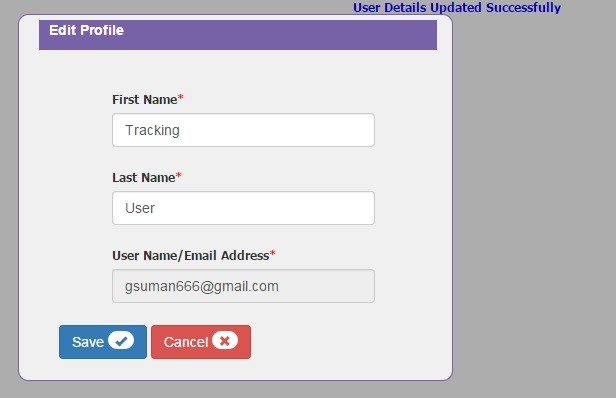 User Details Updated Successfully
Edit Profile
First Name*
Tracking
Last Name*
User
User Name/Email Address*
gsuman666@gmail.com
Save
Cancel